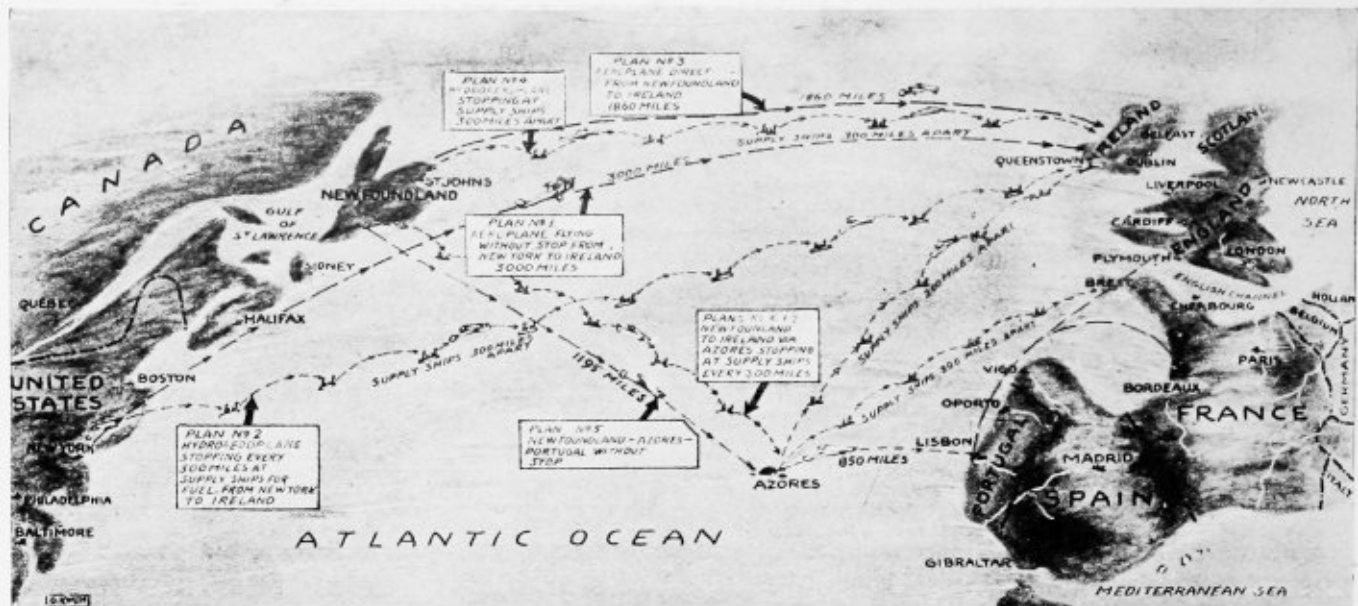 PLAN Nº 4
HYDROAEROPLANE
STOPPING AT
SUPPLY SHIPS
300 MILES APART
PLAN Nº 3
AEROPLANE DIRECT
FROM NEWFOUNDLAND
TO IRELAND
1860 MILES
1860 MILES
SUPPLY SHIPS 300 MILES APART
3000 MILES
CANADA
NEWFOUNDLAND
ST JOHNS
GULF
OF
ST LAWRENCE
SIDNEY
QUEBEC
HALIFAX
PLAN Nº 1
AEROPLANE FLYING
WITHOUT STOP FROM
NEW YORK TO IRELAND
3000 MILES
IRELAND
BELFAST
DUBLIN
QUEENSTOWN
SCOTLAND
LIVERPOOL
NEWCASTLE
NORTH
SEA
CARDIFF
ENGLAND
LONDON
PLYMOUTH
ENGLISH CHANNEL
BREST
CHERBOURG
HOLLAND
BELGIUM
GERMANY
PARIS
UNITED
STATES
BOSTON
NEW YORK
PHILADELPHIA
BALTIMORE
SUPPLY SHIPS 300 MILES
APART
PLAN Nº 2
HYDROAEROPLANE
STOPPING EVERY
300 MILES AT
SUPPLY SHIPS FOR
FUEL. FROM NEW YORK
TO IRELAND
1195 MILES
PLAN Nº 5
NEWFOUNDLAND-AZORES-
PORTUGAL WITHOUT
STOP
NEWFOUNLAND
TO IRELAND VIA
AZORES STOPPING
AT SUPPLY SHIPS
EVERY 300 MILES
SUPPLY SHIPS 300 MILES APART
SUPPLY SHIPS 300 MILES APART
AZORES
850 MILES
VIGO
OPORTO
LISBON
PORTUGAL
MADRID
SPAIN
BORDEAUX
FRANCE
ITALY
GIBRALTAR
MEDITERRANEAN SEA
ATLANTIC OCEAN